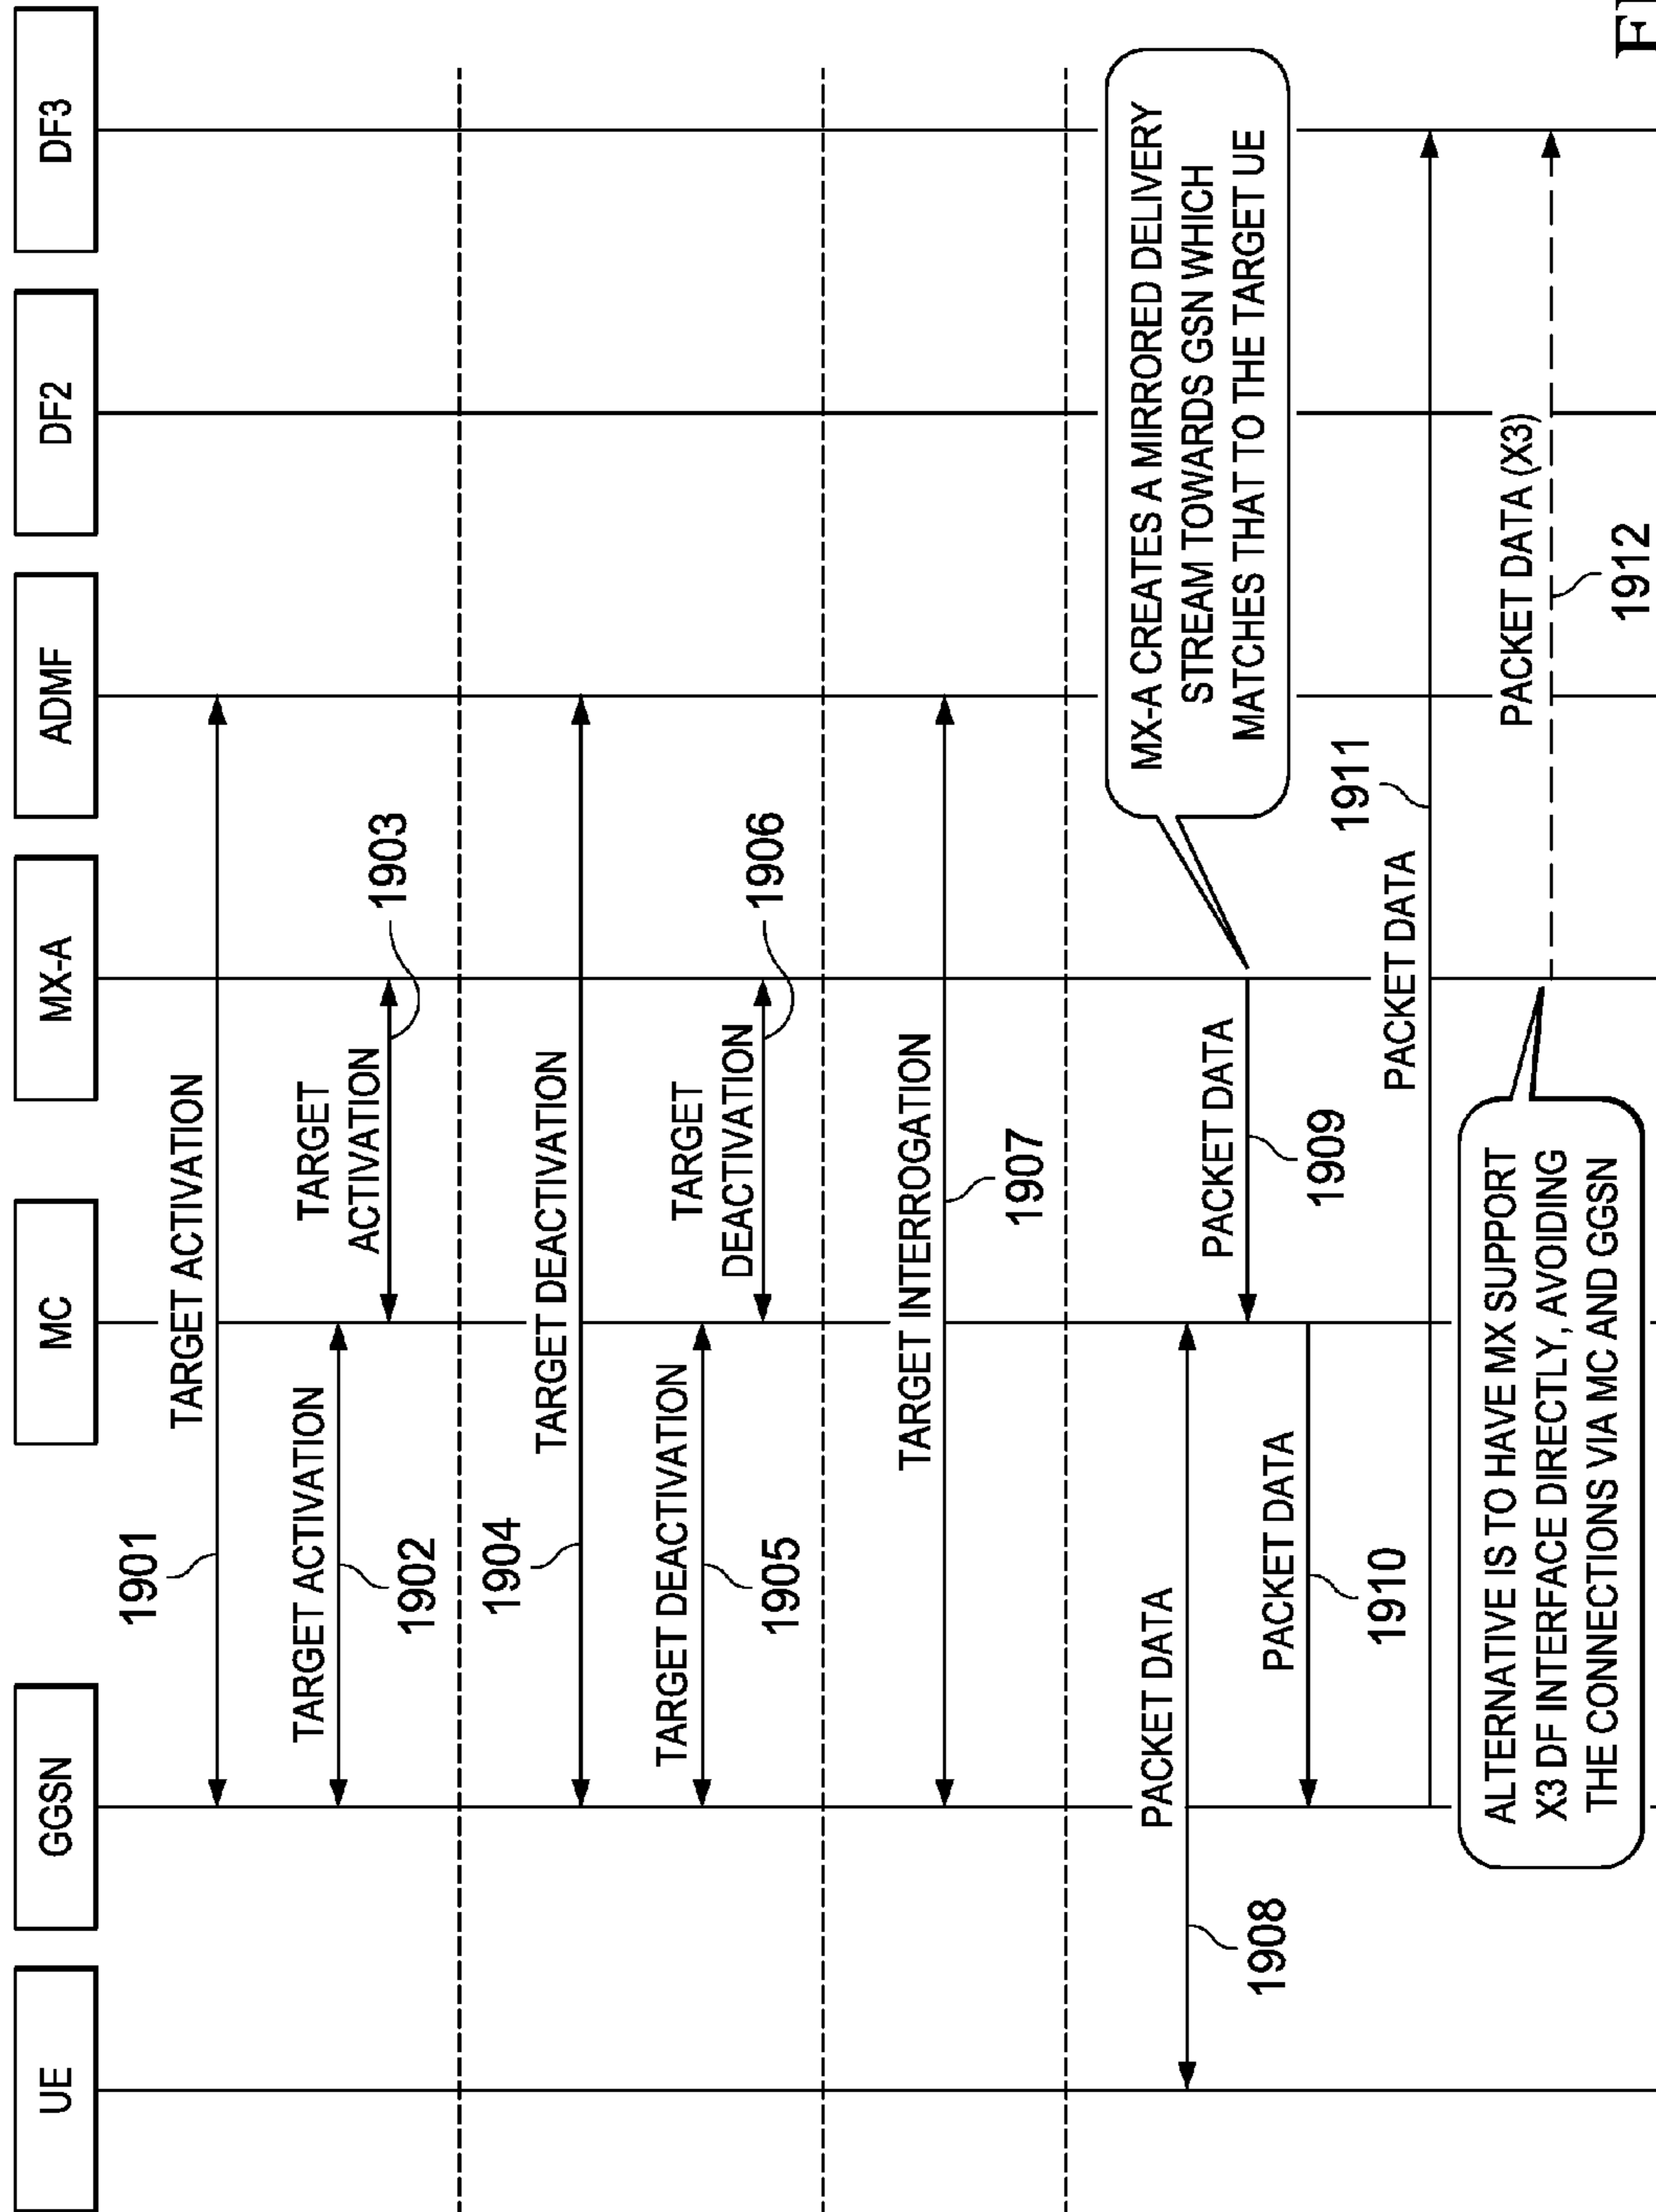 UE
GGSN
MC
MX-A
ADMF
DF2
DF3
1901
TARGET ACTIVATION
TARGET ACTIVATION
1902
TARGET
ACTIVATION
1903
1904
TARGET DEACTIVATION
TARGET DEACTIVATION
1905
TARGET
DEACTIVATION
1906
TARGET INTERROGATION
1907
PACKET DATA
1908
MX-A CREATES A MIRRORED DELIVERY
STREAM TOWARDS GSN WHICH
MATCHES THAT TO THE TARGET UE
PACKET DATA
1909
PACKET DATA
1910
PACKET DATA
1911
ALTERNATIVE IS TO HAVE MX SUPPORT
X3 DF INTERFACE DIRECTLY, AVOIDING
THE CONNECTIONS VIA MC AND GGSN
PACKET DATA (X3)
1912